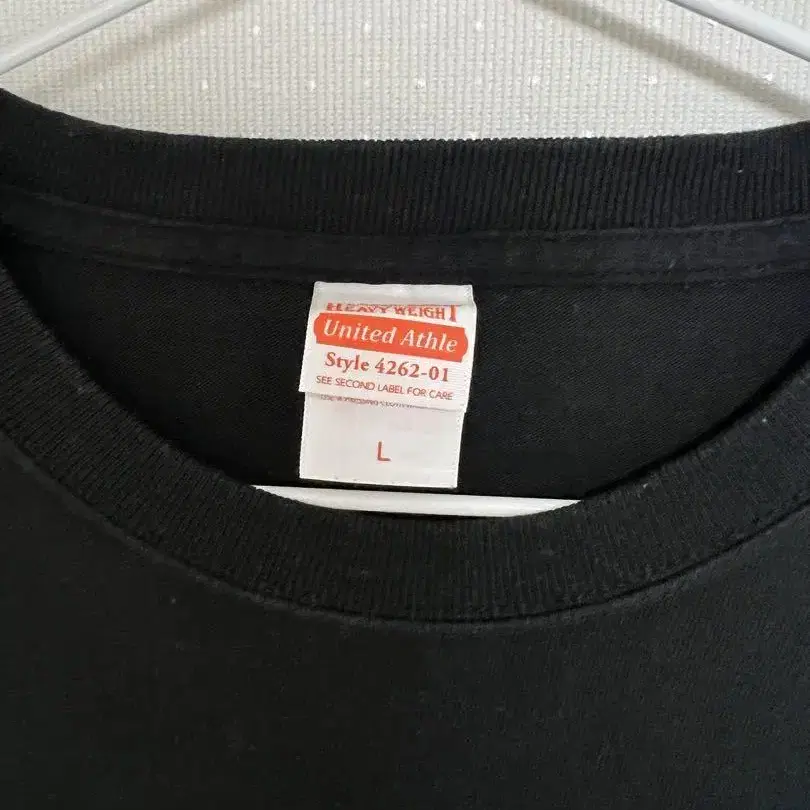 HEAVY WEIGHT
United Athle
Style 4262-01
SEE SECOND LABEL FOR CARE
L